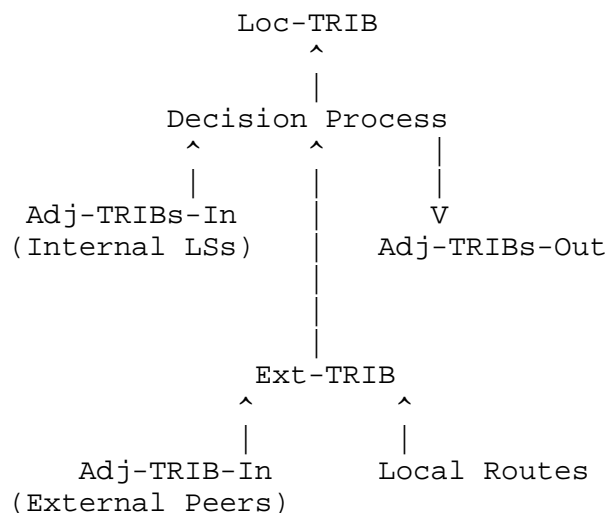 Loc-TRIB
^
|
Decision Process
^ ^ |
| | |
Adj-TRIBs-In | V
(Internal LSs) | Adj-TRIBs-Out
|
|
|
Ext-TRIB
^ ^
| |
Adj-TRIB-In Local Routes
(External Peers)